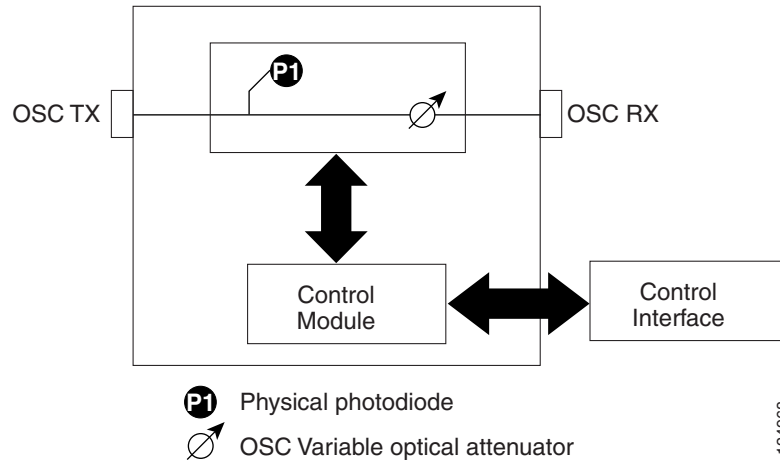 P1
OSC TX
OSC RX
Control
Module
Control
Interface
P1 Physical photodiode
OSC Variable optical attenuator